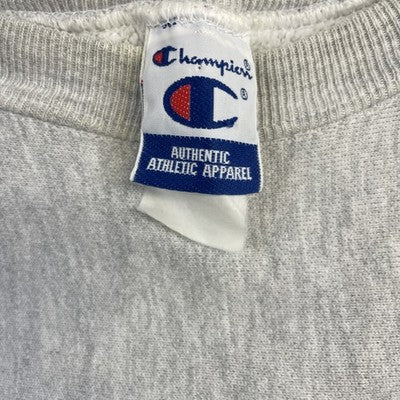 Champion®
®
AUTHENTIC
ATHLETIC APPAREL